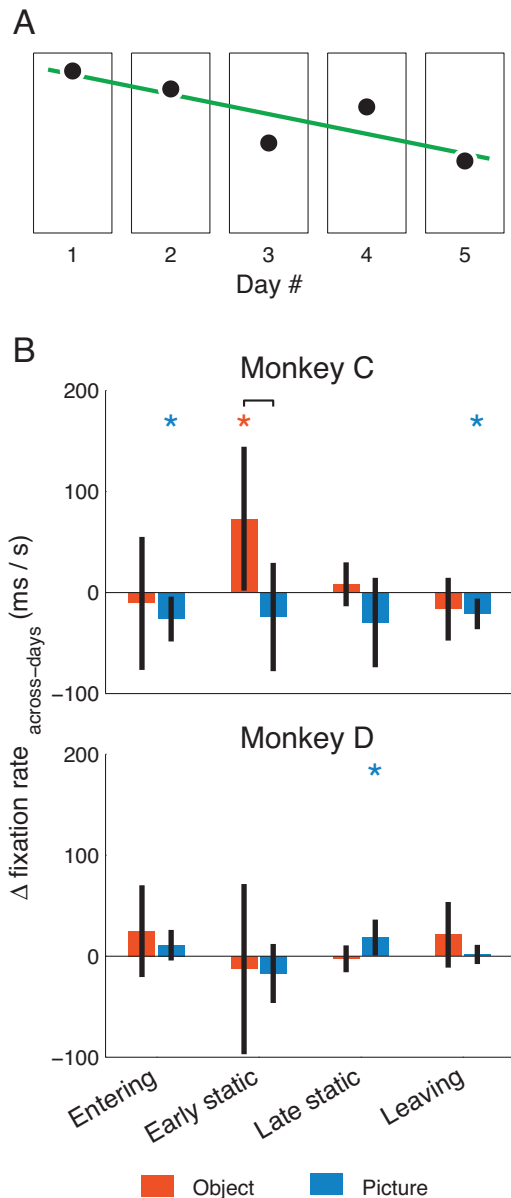 A
1 2 3 4 5
Day #
B
Monkey C
* * *
200
100
0
−100
Δ fixation rate across−days (ms / s)
Monkey D
*
200
100
0
−100
Entering Early static Late static Leaving
Object Picture